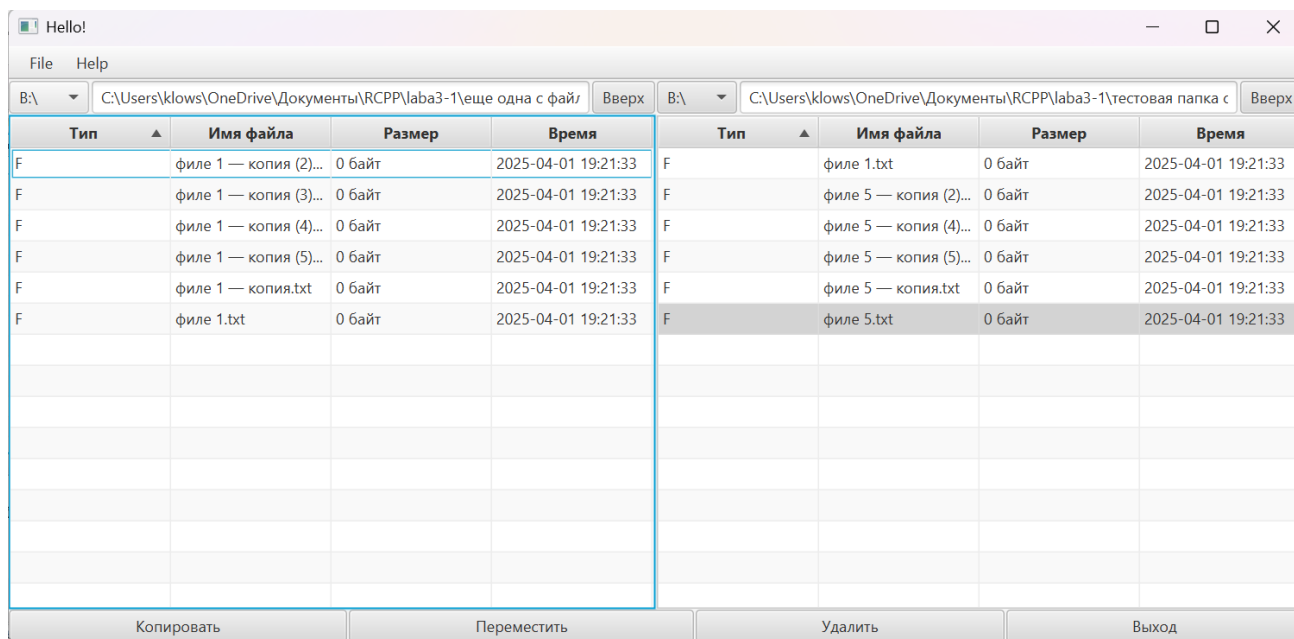 Hello!
File Help
B:\ C:\Users\klows\OneDrive\Документы\RCPP\laba3-1\еще одна с файл Вверх B:\ C:\Users\klows\OneDrive\Документы\RCPP\laba3-1\тестовая папка с Вверх
Тип Имя файла Размер Время Тип Имя файла Размер Время
F филе 1 — копия (2)... 0 байт 2025-04-01 19:21:33 F филе 1.txt 0 байт 2025-04-01 19:21:33
F филе 1 — копия (3)... 0 байт 2025-04-01 19:21:33 F филе 5 — копия (2)... 0 байт 2025-04-01 19:21:33
F филе 1 — копия (4)... 0 байт 2025-04-01 19:21:33 F филе 5 — копия (4)... 0 байт 2025-04-01 19:21:33
F филе 1 — копия (5)... 0 байт 2025-04-01 19:21:33 F филе 5 — копия (5)... 0 байт 2025-04-01 19:21:33
F филе 1 — копия.txt 0 байт 2025-04-01 19:21:33 F филе 5 — копия.txt 0 байт 2025-04-01 19:21:33
F филе 1.txt 0 байт 2025-04-01 19:21:33 F филе 5.txt 0 байт 2025-04-01 19:21:33
Копировать Переместить Удалить Выход